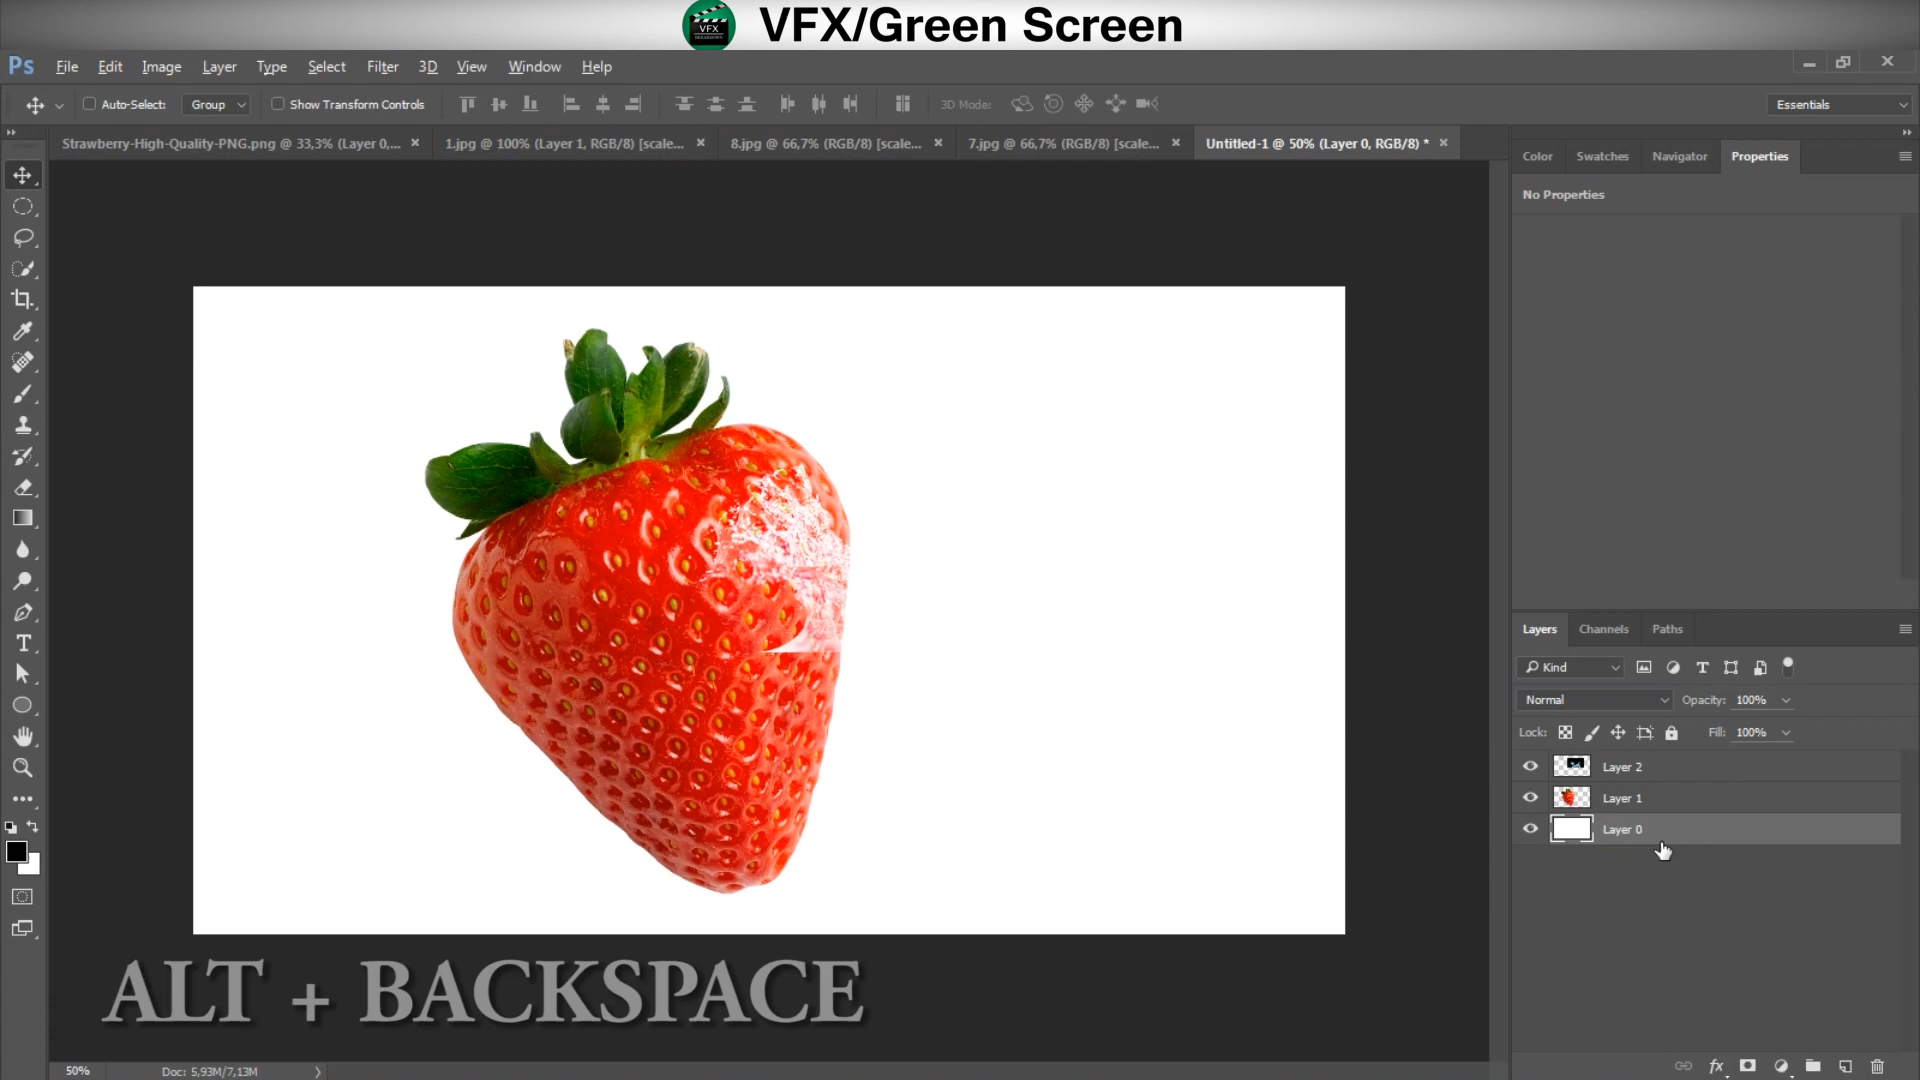 VFX
BREAKDOWN
VFX/Green Screen
Ps File Edit Image Layer Type Select Filter 3D View Window Help
Auto-Select: Group Show Transform Controls 3D Mode: Essentials
Strawberry-High-Quality-PNG.png @ 33,3% (Layer 0,... 1.jpg @ 100% (Layer 1, RGB/8) [scale... 8.jpg @ 66,7% (RGB/8) [scale... 7.jpg @ 66,7% (RGB/8) [scale... Untitled-1 @ 50% (Layer 0, RGB/8) *
Color Swatches Navigator Properties
No Properties
Layers Channels Paths
Kind
Normal Opacity: 100%
Lock: Fill: 100%
Layer 2
Layer 1
Layer 0
ALT + BACKSPACE
50% Doc: 5,93M/7,13M